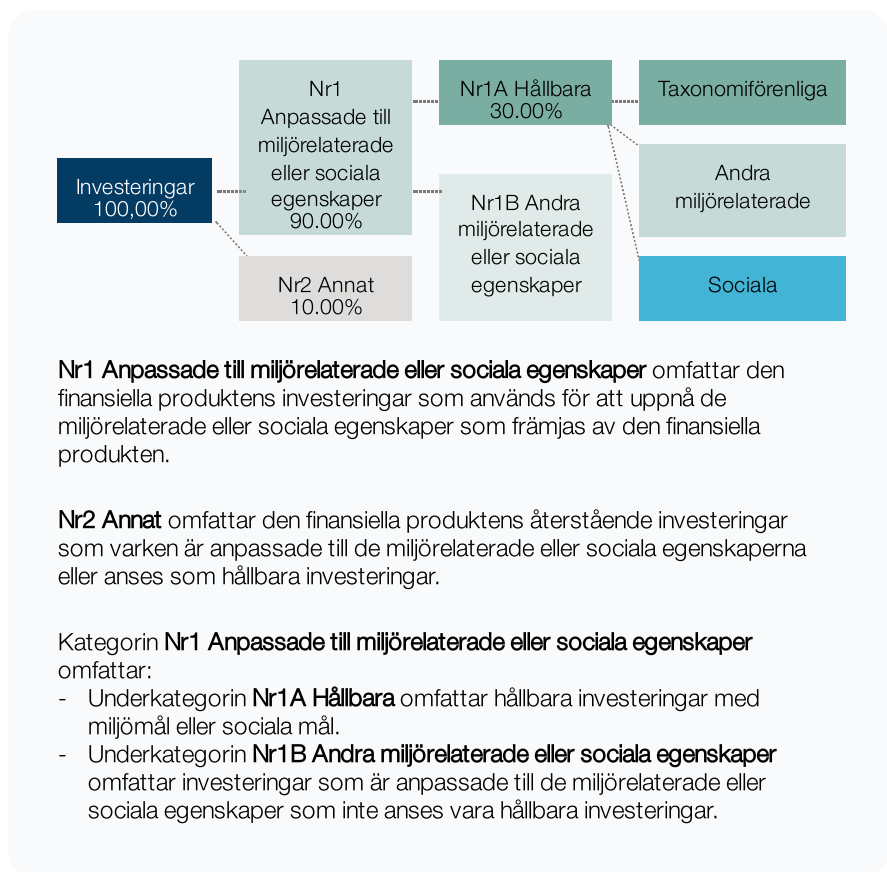 Investeringar
100,00%
Nr1
Anpassade till
miljörelaterade
eller sociala
egenskaper
90.00%
Nr2 Annat
10.00%
Nr1A Hållbara
30.00%
Nr1B Andra
miljörelaterade
eller sociala
egenskaper
Taxonomiförenliga
Andra
miljörelaterade
Sociala
Nr1 Anpassade till miljörelaterade eller sociala egenskaper omfattar den
finansiella produktens investeringar som används för att uppnå de
miljörelaterade eller sociala egenskaper som främjas av den finansiella
produkten.
Nr2 Annat omfattar den finansiella produktens återstående investeringar
som varken är anpassade till de miljörelaterade eller sociala egenskaperna
eller anses som hållbara investeringar.
Kategorin Nr1 Anpassade till miljörelaterade eller sociala egenskaper
omfattar:
- Underkategorin Nr1A Hållbara omfattar hållbara investeringar med
miljömål eller sociala mål.
- Underkategorin Nr1B Andra miljörelaterade eller sociala egenskaper
omfattar investeringar som är anpassade till de miljörelaterade eller
sociala egenskaper som inte anses vara hållbara investeringar.